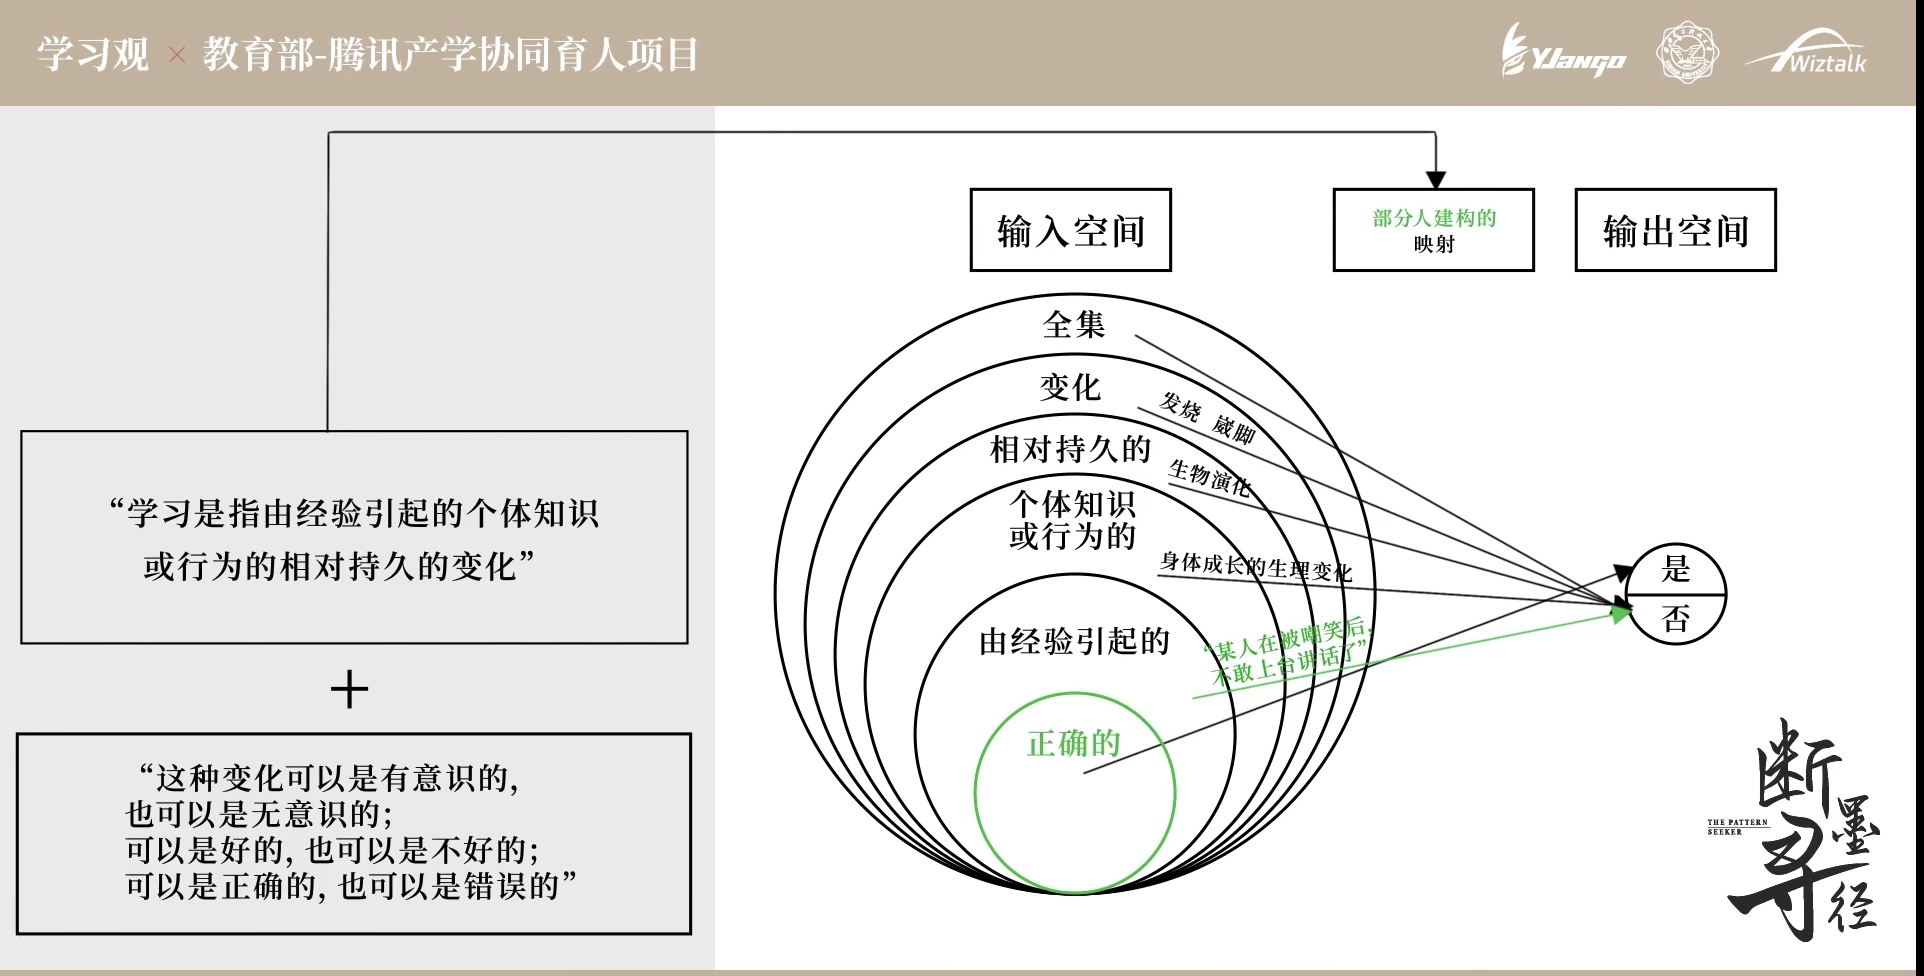 学习观 × 教育部-腾讯产学协同育人项目
YJango
Wiztalk
输入空间
部分人建构的
映射
输出空间
全集
变化
发烧 崴脚
相对持久的
生物演化
个体知识
或行为的
身体成长的生理变化
由经验引起的
“某人在被嘲笑后,
不敢上台讲话了”
正确的
是
否
“学习是指由经验引起的个体知识
或行为的相对持久的变化”
+
“这种变化可以是有意识的,
也可以是无意识的;
可以是好的, 也可以是不好的;
可以是正确的, 也可以是错误的”
THE PATTERN
SEEKER
断
墨
寻
径